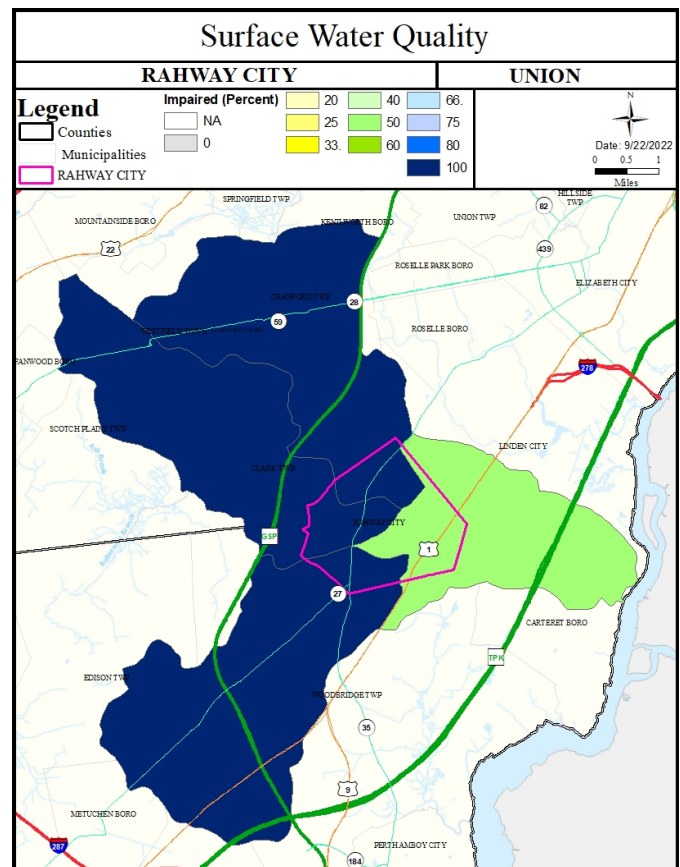 Surface Water Quality
RAHWAY CITY
UNION
Legend
Counties
Municipalities
RAHWAY CITY
Impaired (Percent)
NA
0
20
25
33.
40
50
60
66.
75
80
100
N
Date: 9/22/2022
0 0.5 1
Miles
SPRINGFIELD TWP
HILLSIDE
TWP
MOUNTAINSIDE BORO
KENILWORTH BORO
UNION TWP
82
22
439
ROSELLE PARK BORO
ELIZABETH CITY
CRANFORD TWP
28
59
ROSELLE BORO
FANWOOD BORO
278
SCOTCH PLAINS TWP
Ash Brook
LINDEN CITY
CLARK TWP
RAHWAY CITY
GSP
1
27
CARTERET BORO
TPK
EDISON TWP
WOODBRIDGE TWP
35
9
METUCHEN BORO
287
PERTH AMBOY CITY
184